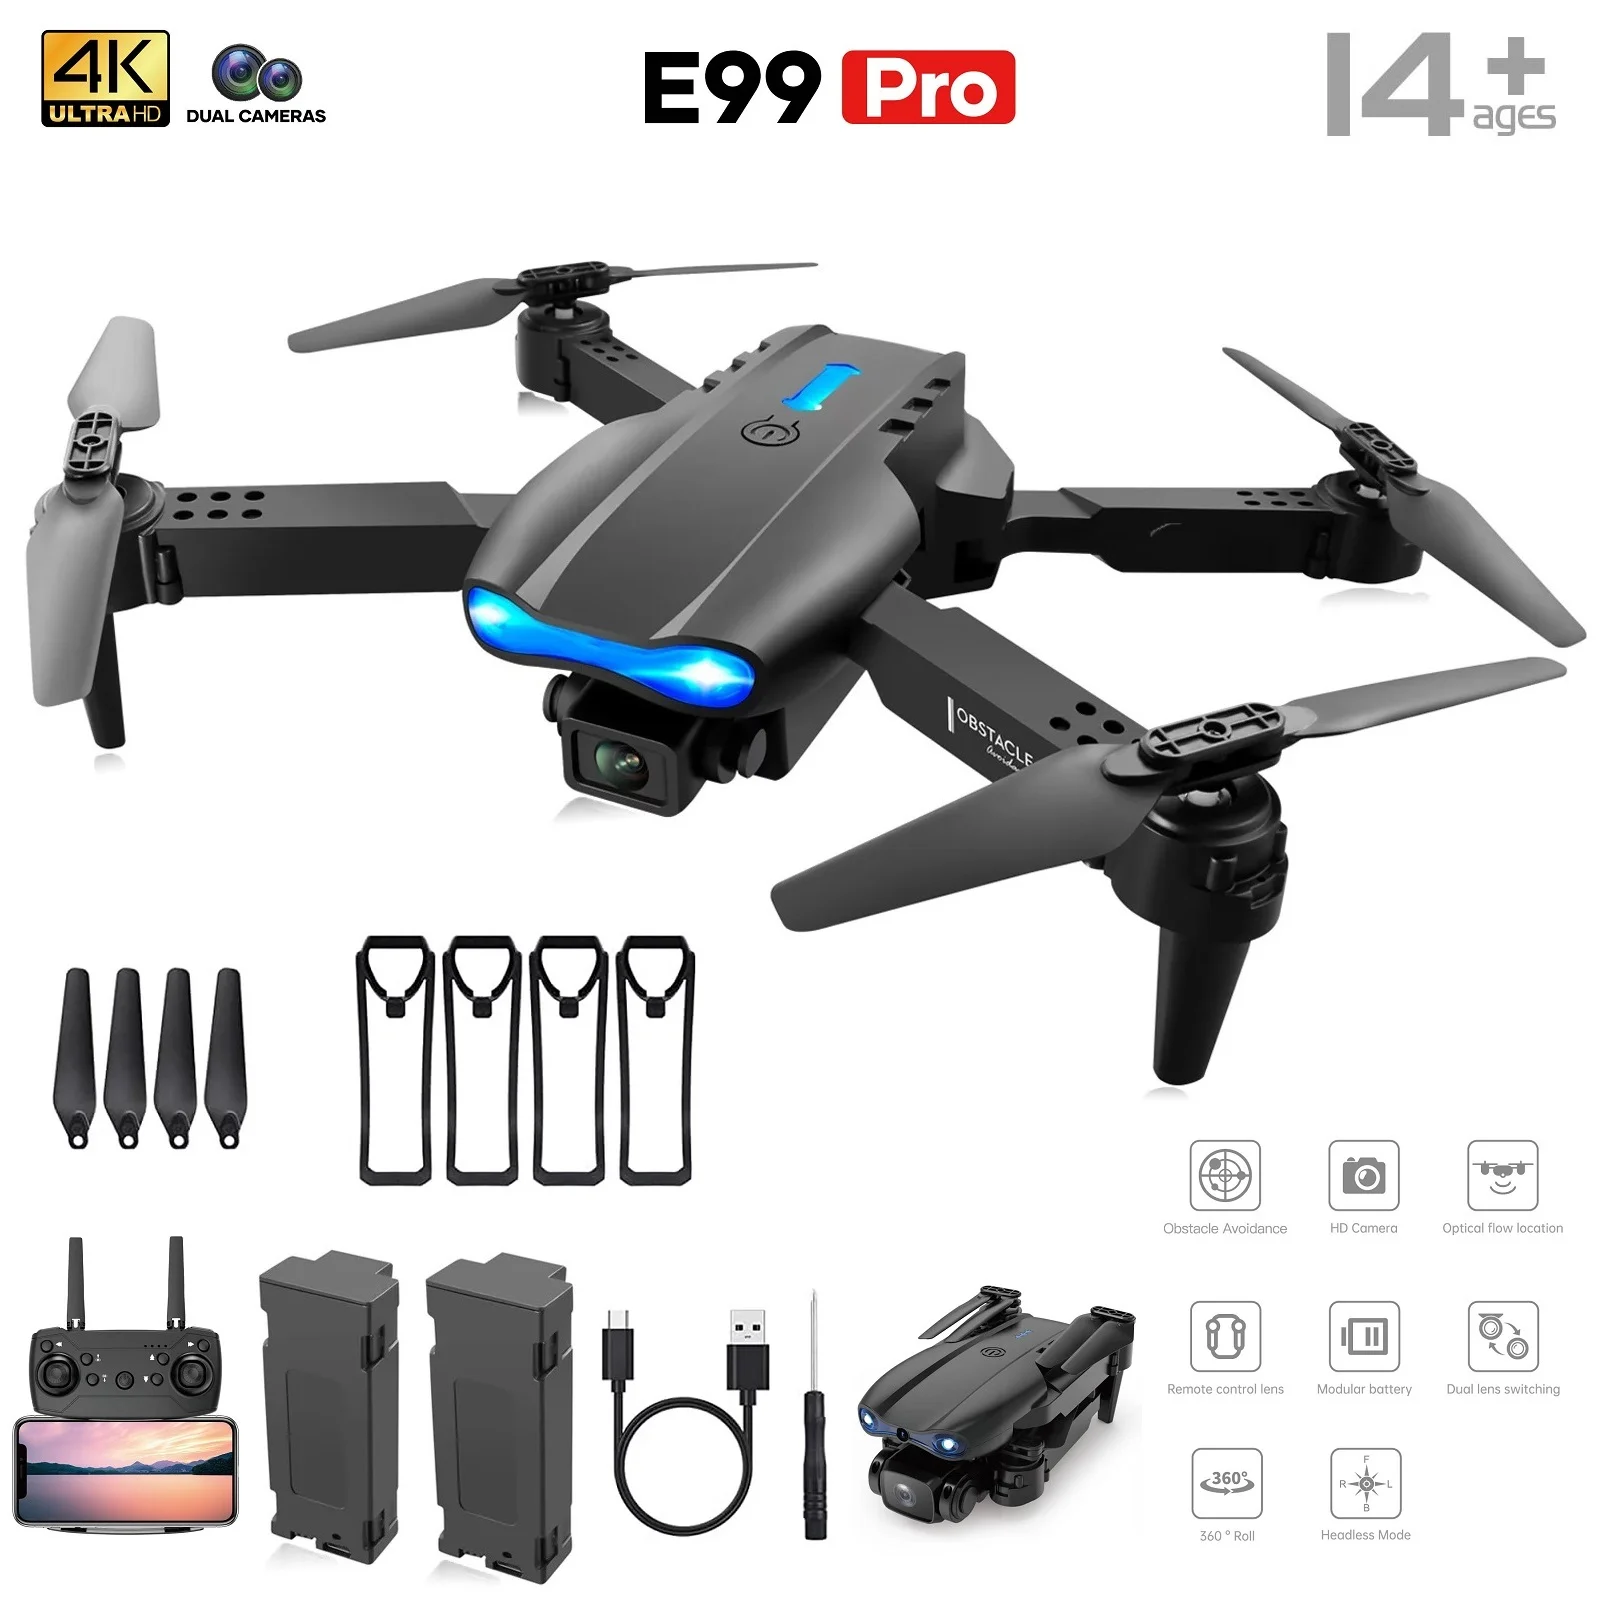 4K
ULTRA HD
DUAL CAMERAS
E99 Pro
14+
ages
OBSTACLE
Obstacle Avoidance
HD Camera
Optical flow location
Remote control lens
Modular battery
Dual lens switching
360°
360 ° Roll
F
R L
B
Headless Mode